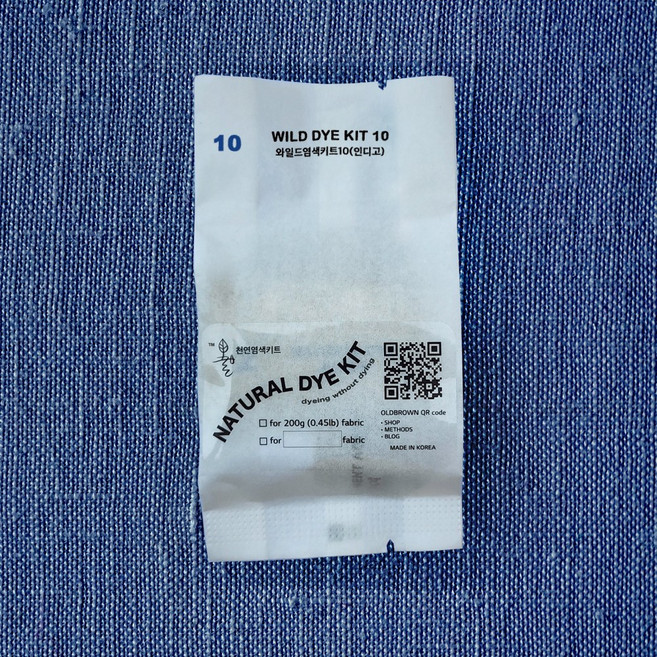 10
WILD DYE KIT 10
와일드염색키트10(인디고)
TM
천연염색키트
NATURAL DYE KIT
dyeing wthout dying
for 200g (0.45lb) fabric
for fabric
OLDBROWN QR code
• SHOP
• METHODS
• BLOG
MADE IN KOREA